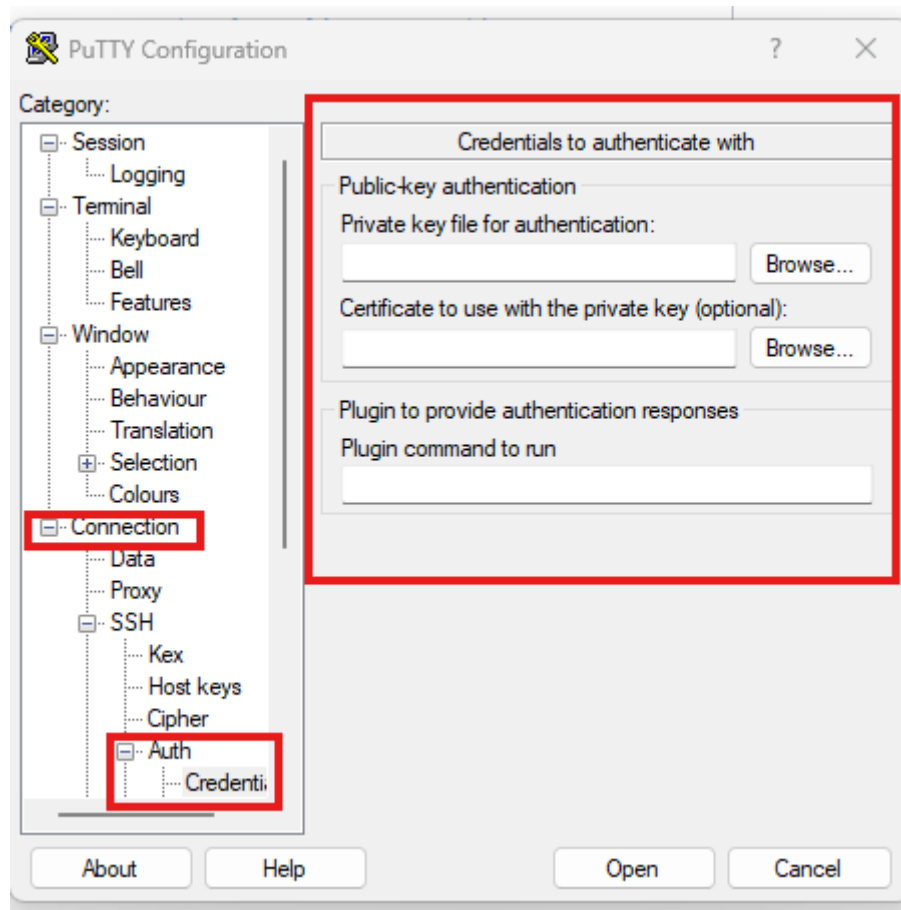 PuTTY Configuration
?
Category:
Session
Logging
Terminal
Keyboard
Bell
Features
Window
Appearance
Behaviour
Translation
Selection
Colours
Connection
Data
Proxy
SSH
Kex
Host keys
Cipher
Auth
Credentia
Credentials to authenticate with
Public-key authentication
Private key file for authentication:
Browse...
Certificate to use with the private key (optional):
Browse...
Plugin to provide authentication responses
Plugin command to run
About
Help
Open
Cancel